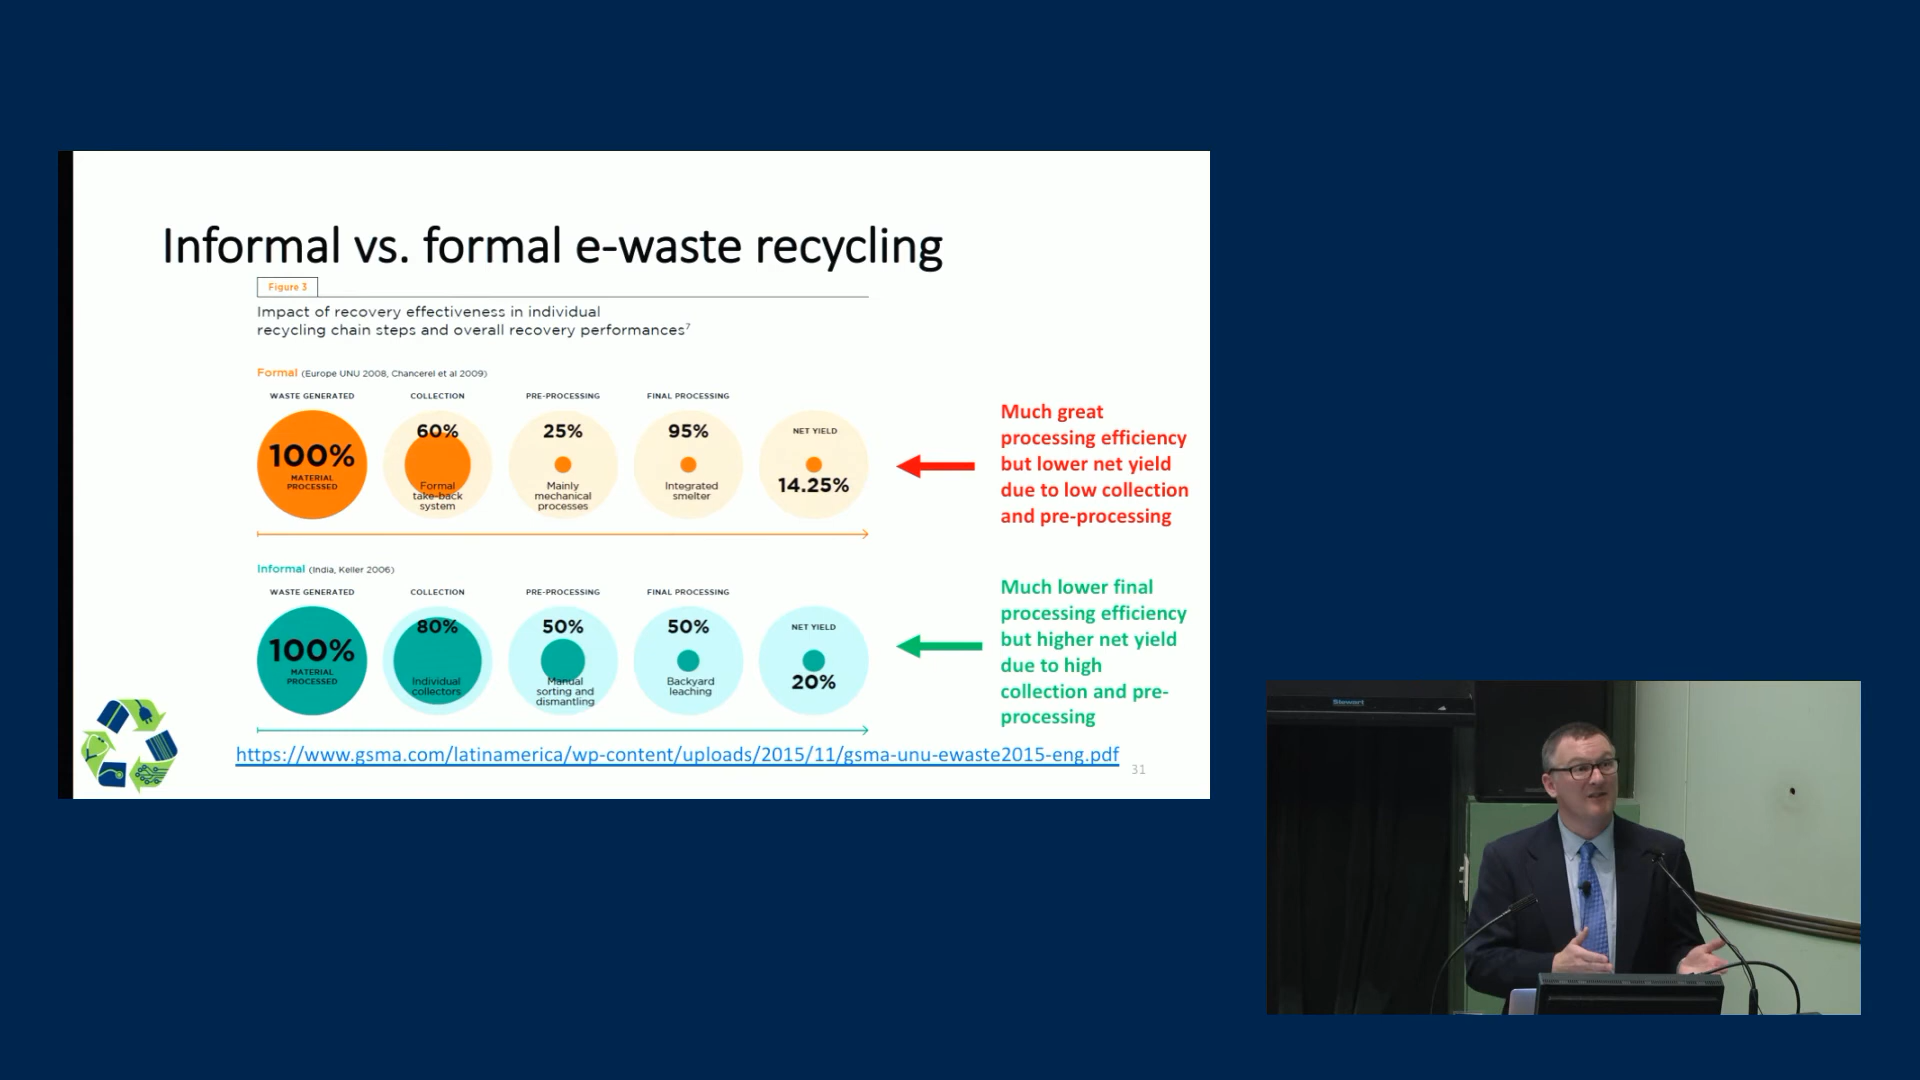 Informal vs. formal e-waste recycling
Figure 3
Impact of recovery effectiveness in individual
recycling chain steps and overall recovery performances7
Formal (Europe UNU 2008, Chancerel et al 2009)
WASTE GENERATED COLLECTION PRE-PROCESSING FINAL PROCESSING
100%
MATERIAL
PROCESSED
60%
Formal
take-back
system
25%
Mainly
mechanical
processes
95%
Integrated
smelter
NET YIELD
14.25%
Much great
processing efficiency
but lower net yield
due to low collection
and pre-processing
Informal (India, Keller 2006)
WASTE GENERATED COLLECTION PRE-PROCESSING FINAL PROCESSING
100%
MATERIAL
PROCESSED
80%
Individual
collectors
50%
Manual
sorting and
dismantling
50%
Backyard
leaching
NET YIELD
20%
Much lower final
processing efficiency
but higher net yield
due to high
collection and pre-
processing
https://www.gsma.com/latinamerica/wp-content/uploads/2015/11/gsma-unu-ewaste2015-eng.pdf
31
Stewart